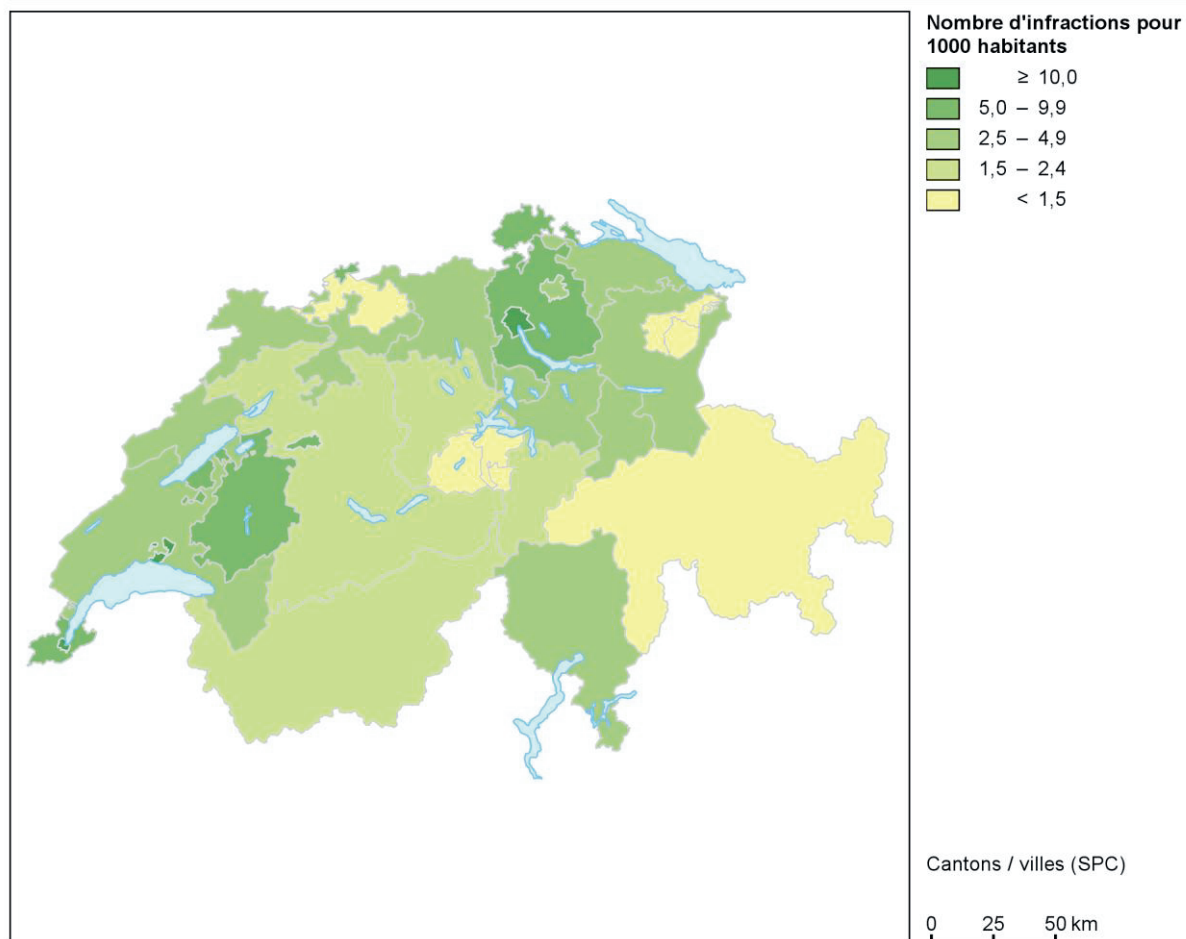 Nombre d'infractions pour
1000 habitants
≥ 10,0
5,0 – 9,9
2,5 – 4,9
1,5 – 2,4
< 1,5
Cantons / villes (SPC)
0 25 50 km